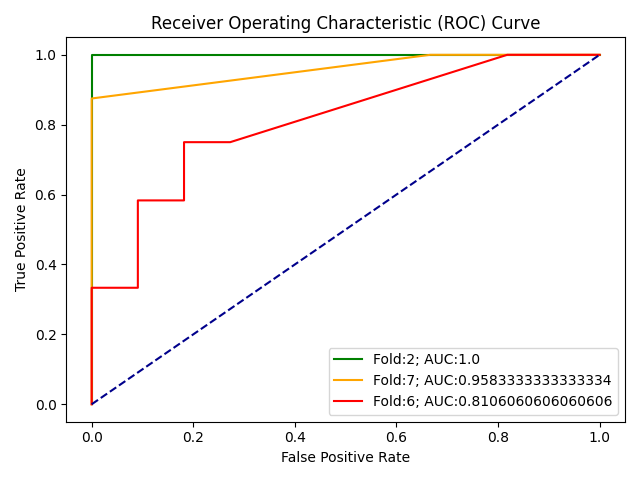 Receiver Operating Characteristic (ROC) Curve
1.0
0.8
0.6
0.4
0.2
0.0
True Positive Rate
Fold:2; AUC:1.0
Fold:7; AUC:0.9583333333333334
Fold:6; AUC:0.8106060606060606
0.0 0.2 0.4 0.6 0.8 1.0
False Positive Rate